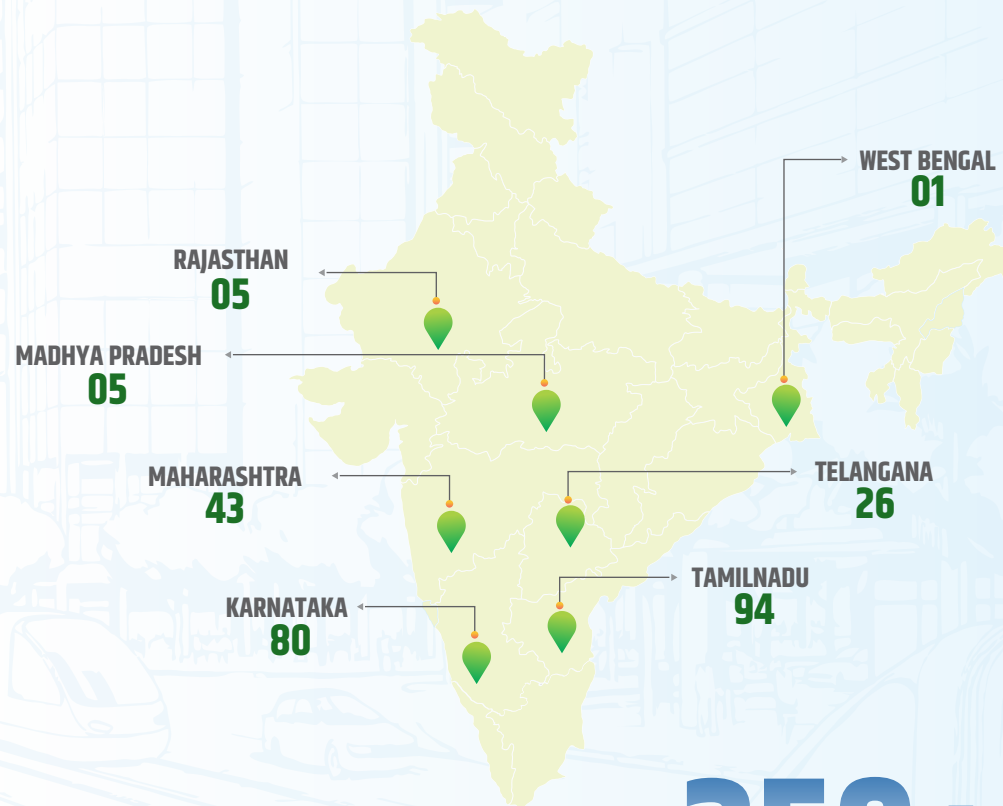 WEST BENGAL
01
RAJASTHAN
05
MADHYA PRADESH
05
MAHARASHTRA
43
TELANGANA
26
TAMILNADU
94
KARNATAKA
80